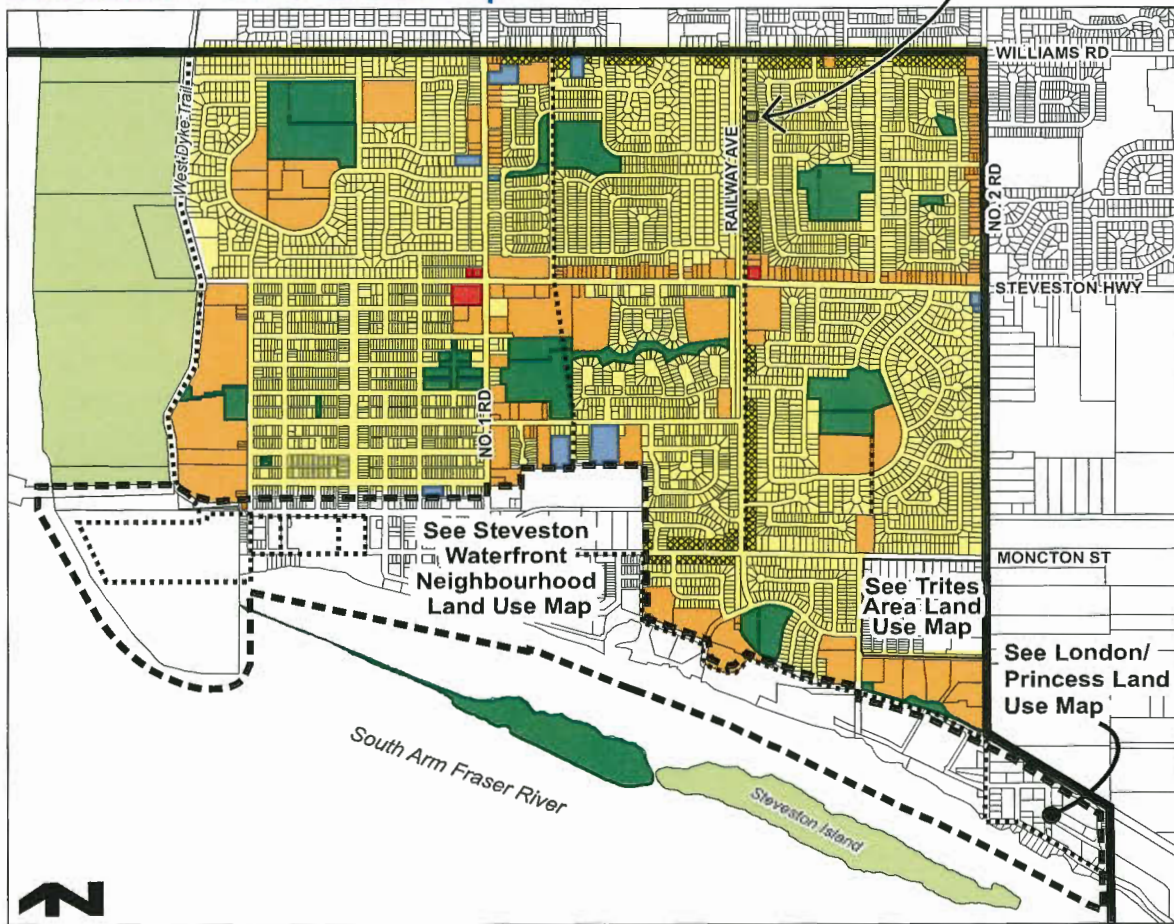 WILLIAMS RD
West Dyke Trail
RAILWAY AVE
NO. 2 RD
STEVESTON HWY
NO. 1 RD
See Steveston
Waterfront
Neighbourhood
Land Use Map
MONCTON ST
See Trites
Area Land
Use Map
See London/
Princess Land
Use Map
South Arm Fraser River
Steveston Island
N